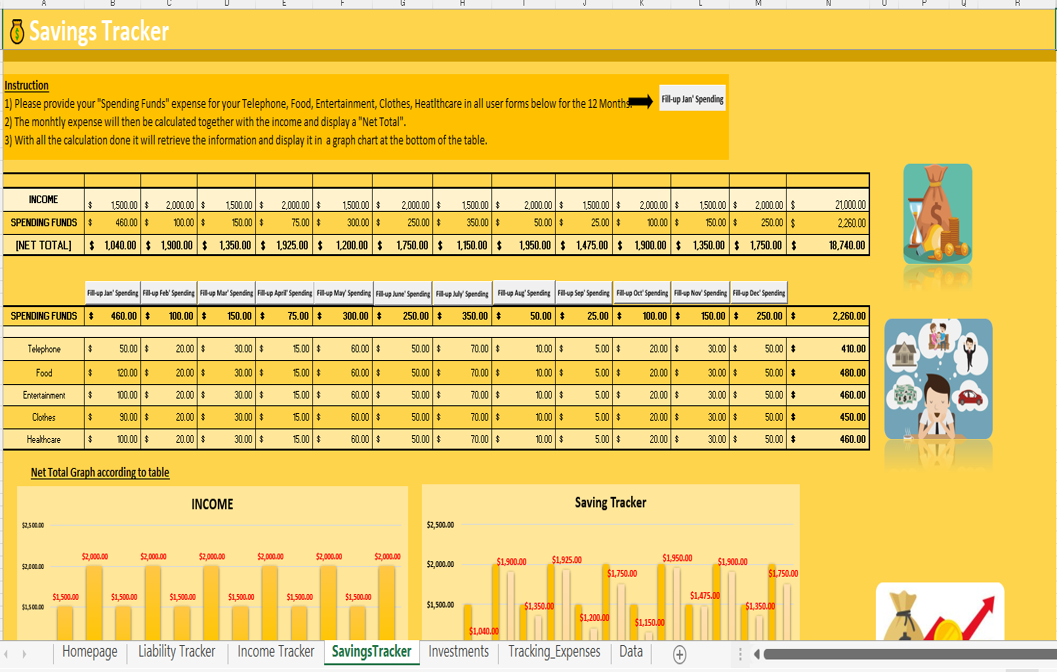 A B C D E F G H I J K L M N O P Q R
Savings Tracker
Instruction
1) Please provide your "Spending Funds" expense for your Telephone, Food, Entertainment, Clothes, Heatlthcare in all user forms below for the 12 Months.
Fill-up Jan' Spending
2) The monhtly expense will then be calculated together with the income and display a "Net Total".
3) With all the calculation done it will retrieve the information and display it in a graph chart at the bottom of the table.
INCOME $ 1,500.00 $ 2,000.00 $ 1,500.00 $ 2,000.00 $ 1,500.00 $ 2,000.00 $ 1,500.00 $ 2,000.00 $ 1,500.00 $ 2,000.00 $ 1,500.00 $ 2,000.00 $ 21,000.00
SPENDING FUNDS $ 460.00 $ 100.00 $ 150.00 $ 75.00 $ 300.00 $ 250.00 $ 350.00 $ 50.00 $ 25.00 $ 100.00 $ 150.00 $ 250.00 $ 2,260.00
[NET TOTAL] $ 1,040.00 $ 1,900.00 $ 1,350.00 $ 1,925.00 $ 1,200.00 $ 1,750.00 $ 1,150.00 $ 1,950.00 $ 1,475.00 $ 1,900.00 $ 1,350.00 $ 1,750.00 $ 18,740.00
Fill-up Jan' Spending Fill-up Feb' Spending Fill-up Mar' Spending Fill-up April' Spending Fill-up May' Spending Fill-up June' Spending Fill-up July' Spending Fill-up Aug' Spending Fill-up Sep' Spending Fill-up Oct' Spending Fill-up Nov' Spending Fill-up Dec' Spending
SPENDING FUNDS $ 460.00 $ 100.00 $ 150.00 $ 75.00 $ 300.00 $ 250.00 $ 350.00 $ 50.00 $ 25.00 $ 100.00 $ 150.00 $ 250.00 $ 2,260.00
Telephone $ 50.00 $ 20.00 $ 30.00 $ 15.00 $ 60.00 $ 50.00 $ 70.00 $ 10.00 $ 5.00 $ 20.00 $ 30.00 $ 50.00 $ 410.00
Food $ 120.00 $ 20.00 $ 30.00 $ 15.00 $ 60.00 $ 50.00 $ 70.00 $ 10.00 $ 5.00 $ 20.00 $ 30.00 $ 50.00 $ 480.00
Entertainment $ 100.00 $ 20.00 $ 30.00 $ 15.00 $ 60.00 $ 50.00 $ 70.00 $ 10.00 $ 5.00 $ 20.00 $ 30.00 $ 50.00 $ 460.00
Clothes $ 90.00 $ 20.00 $ 30.00 $ 15.00 $ 60.00 $ 50.00 $ 70.00 $ 10.00 $ 5.00 $ 20.00 $ 30.00 $ 50.00 $ 450.00
Healthcare $ 100.00 $ 20.00 $ 30.00 $ 15.00 $ 60.00 $ 50.00 $ 70.00 $ 10.00 $ 5.00 $ 20.00 $ 30.00 $ 50.00 $ 460.00
Net Total Graph according to table
INCOME
$2,500.00
$2,000.00 $2,000.00 $2,000.00 $2,000.00 $2,000.00 $2,000.00
$2,000.00
$1,500.00 $1,500.00 $1,500.00 $1,500.00 $1,500.00 $1,500.00
$1,500.00
Saving Tracker
$2,500.00
$2,000.00
$1,900.00 $1,925.00 $1,950.00 $1,900.00
$1,750.00 $1,750.00
$1,475.00
$1,500.00
$1,350.00 $1,350.00
$1,200.00
$1,150.00
$1,040.00
Homepage Liability Tracker Income Tracker SavingsTracker Investments Tracking_Expenses Data